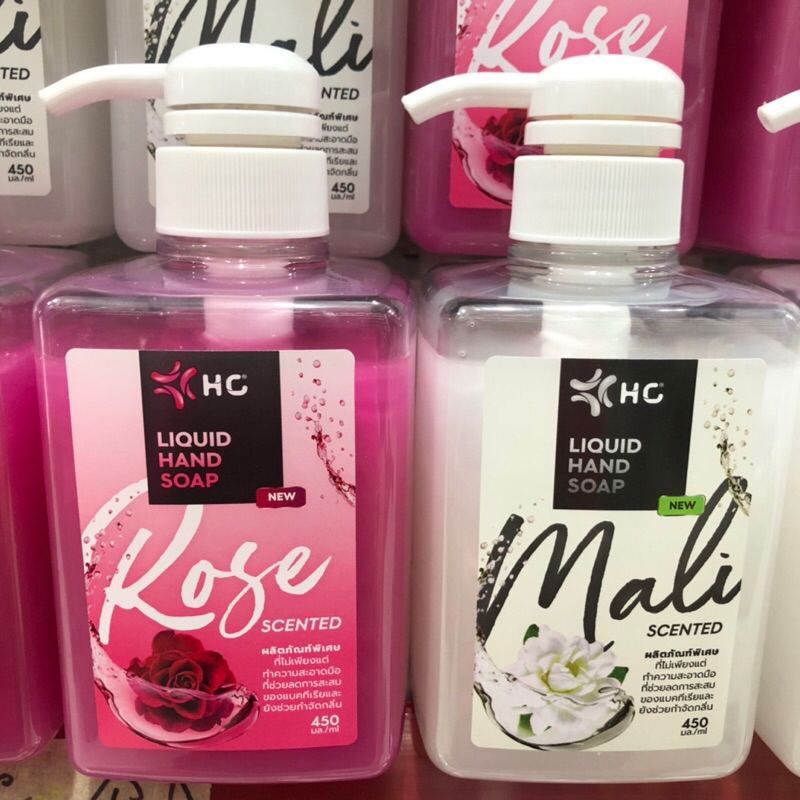 Mali
TED
450
มล./ml
Mali
NTED
450
มล./ml
Rose
HG
LIQUID
HAND
SOAP
NEW
Rose
SCENTED
ผลิตภัณฑ์พิเศษ
ที่ไม่เพียงแต่
ทำความสะอาดมือ
ที่ช่วยลดการสะสม
ของแบคทีเรียและ
ยังช่วยกำจัดกลิ่น
450
มล./ml
HG
LIQUID
HAND
SOAP
NEW
Mali
SCENTED
ผลิตภัณฑ์พิเศษ
ที่ไม่เพียงแต่
ทำความสะอาดมือ
ที่ช่วยลดการสะสม
ของแบคทีเรียและ
ยังช่วยกำจัดกลิ่น
450
มล./ml